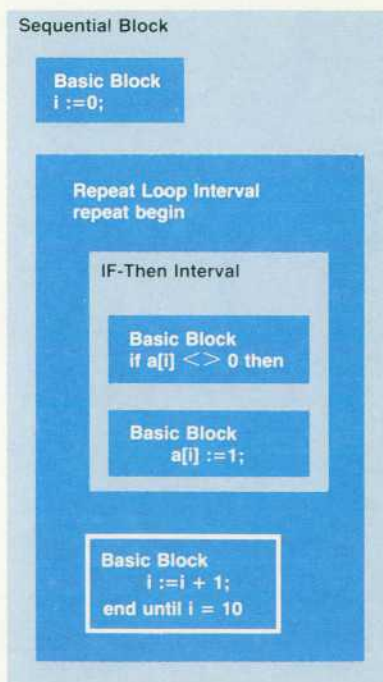 Sequential Block
Basic Block
i :=0;
Repeat Loop Interval
repeat begin
IF-Then Interval
Basic Block
if a[i] <> 0 then
Basic Block
a[i] :=1;
Basic Block
i :=i + 1;
end until i = 10